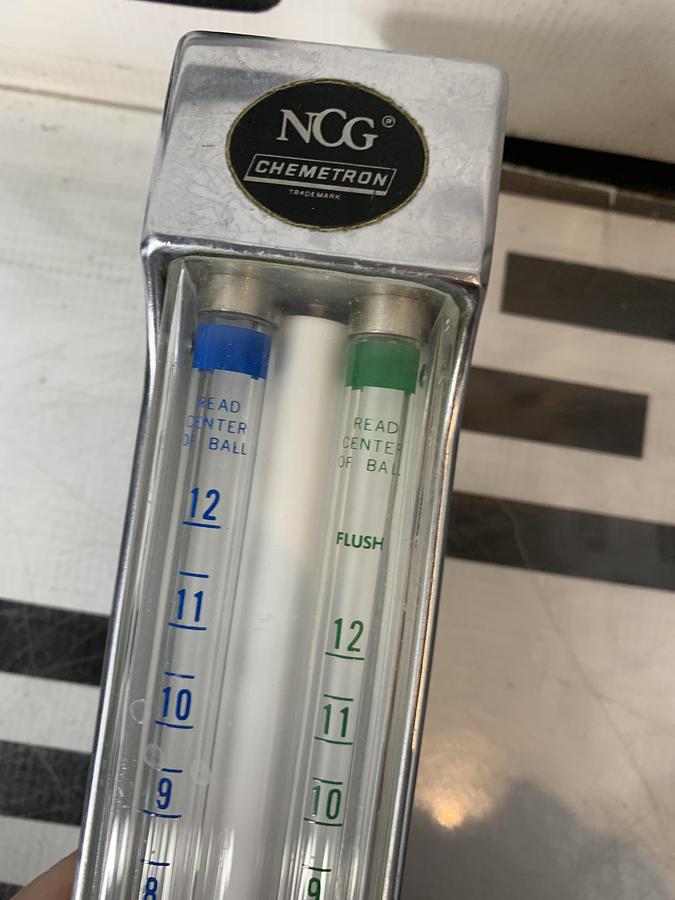 NCG®
CHEMETRON
TRADEMARK
READ
CENTER
OF BALL
12
11
10
9
8
READ
CENTER
OF BALL
FLUSH
12
11
10
9